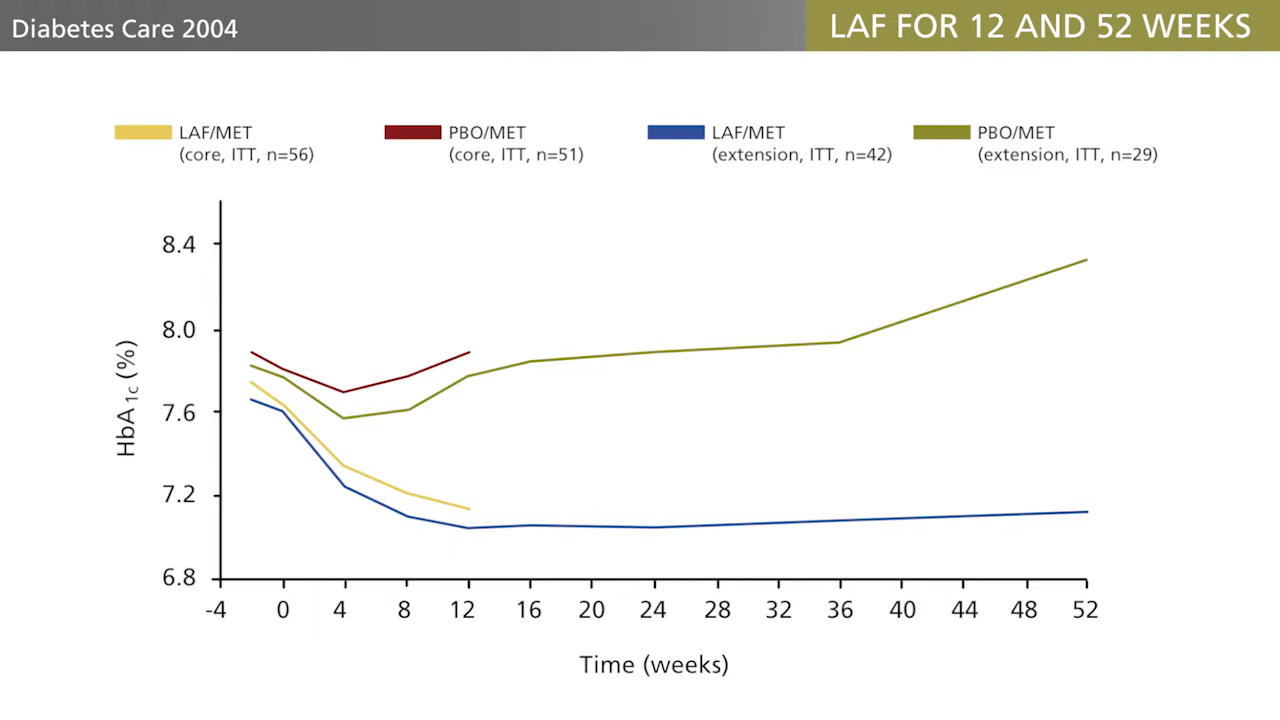 Diabetes Care 2004
LAF FOR 12 AND 52 WEEKS
LAF/MET
(core, ITT, n=56)
PBO/MET
(core, ITT, n=51)
LAF/MET
(extension, ITT, n=42)
PBO/MET
(extension, ITT, n=29)
HbA1c (%)
8.4
8.0
7.6
7.2
6.8
-4 0 4 8 12 16 20 24 28 32 36 40 44 48 52
Time (weeks)